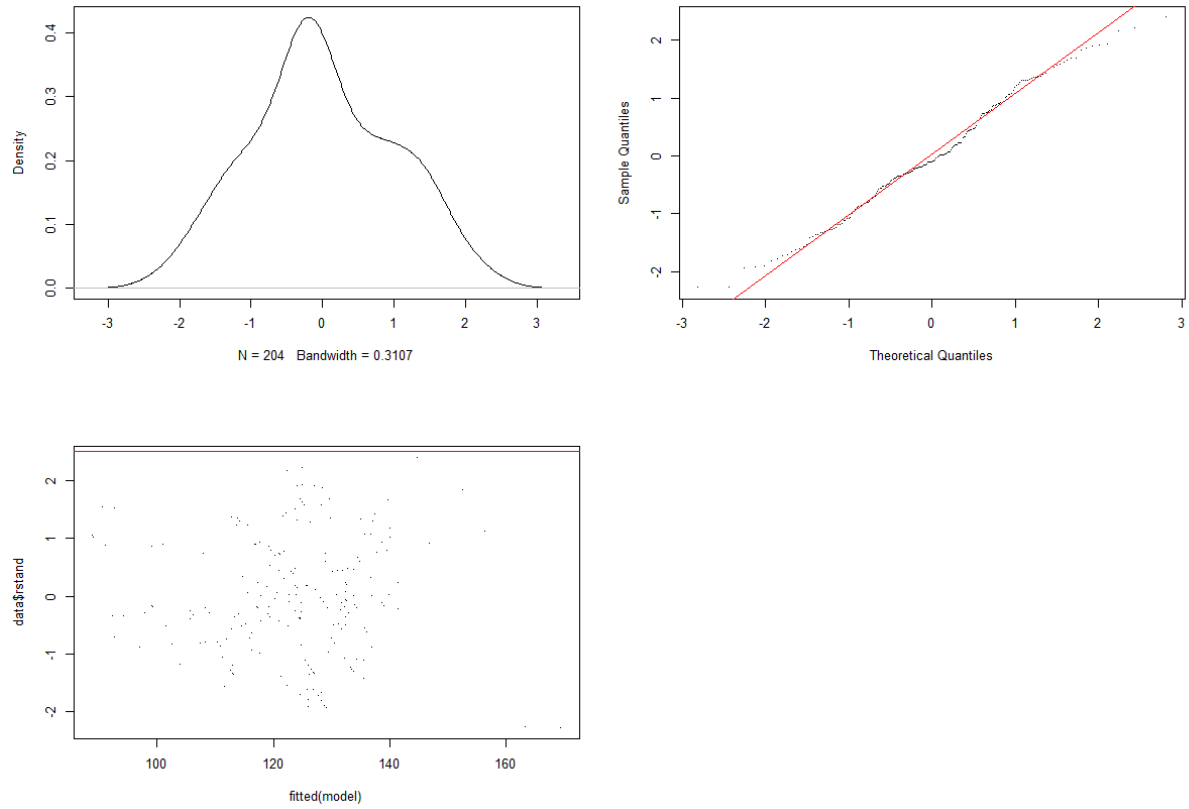 Density
0.0 0.1 0.2 0.3 0.4
-3 -2 -1 0 1 2 3
N = 204 Bandwidth = 0.3107
Sample Quantiles
-2 -1 0 1 2
-3 -2 -1 0 1 2 3
Theoretical Quantiles
data$rstand
-2 -1 0 1 2
100 120 140 160
fitted(model)